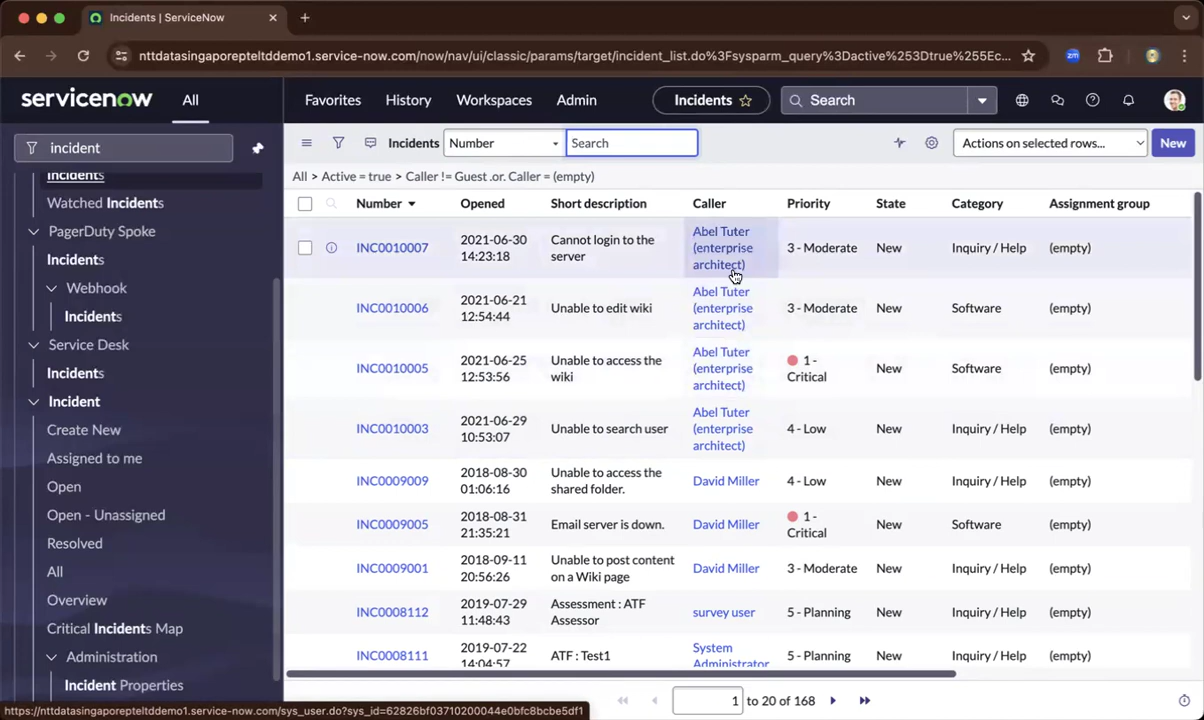 Incidents | ServiceNow
nttdatasingaporepteltddemo1.service-now.com/now/nav/ui/classic/params/target/incident_list.do%3Fsysparm_query%3Dactive%253Dtrue%255Ec...
servicenow
All
Favorites
History
Workspaces
Admin
Incidents
Search
incident
Incidents
Watched Incidents
PagerDuty Spoke
Incidents
Webhook
Incidents
Service Desk
Incidents
Incident
Create New
Assigned to me
Open
Open - Unassigned
Resolved
All
Overview
Critical Incidents Map
Administration
Incident Properties
Incidents
Number
Search
Actions on selected rows...
New
All > Active = true > Caller != Guest .or. Caller = (empty)
Number Opened Short description Caller Priority State Category Assignment group
INC0010007
2021-06-30
14:23:18
Cannot login to the
server
Abel Tuter
(enterprise
architect)
3 - Moderate
New
Inquiry / Help
(empty)
INC0010006
2021-06-21
12:54:44
Unable to edit wiki
Abel Tuter
(enterprise
architect)
3 - Moderate
New
Software
(empty)
INC0010005
2021-06-25
12:53:56
Unable to access the
wiki
Abel Tuter
(enterprise
architect)
1 -
Critical
New
Software
(empty)
INC0010003
2021-06-29
10:53:07
Unable to search user
Abel Tuter
(enterprise
architect)
4 - Low
New
Inquiry / Help
(empty)
INC0009009
2018-08-30
01:06:16
Unable to access the
shared folder.
David Miller
4 - Low
New
Inquiry / Help
(empty)
INC0009005
2018-08-31
21:35:21
Email server is down.
David Miller
1 -
Critical
New
Software
(empty)
INC0009001
2018-09-11
20:56:26
Unable to post content
on a Wiki page
David Miller
3 - Moderate
New
Inquiry / Help
(empty)
INC0008112
2019-07-29
11:48:43
Assessment : ATF
Assessor
survey user
5 - Planning
New
Inquiry / Help
(empty)
INC0008111
2019-07-22
14:04:57
ATF : Test1
System
Administrator
5 - Planning
New
Inquiry / Help
(empty)
1 to 20 of 168
https://nttdatasingaporepteltddemo1.service-now.com/sys_user.do?sys_id=62826bf03710200044e0bfc8bcbe5df1